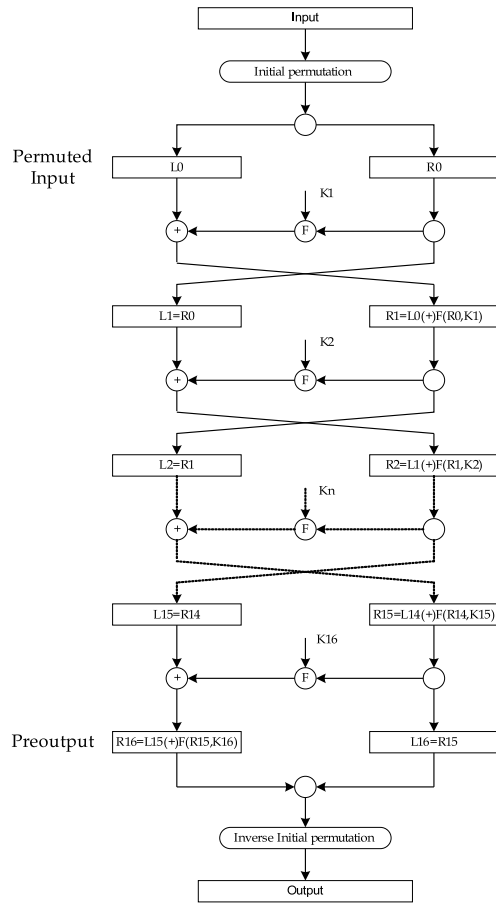 Input
Initial permutation
Permuted
Input
L0
R0
K1
+
F
L1=R0
R1=L0(+)F(R0,K1)
K2
+
F
L2=R1
R2=L1(+)F(R1,K2)
Kn
+
F
L15=R14
R15=L14(+)F(R14,K15)
K16
+
F
Preoutput
R16=L15(+)F(R15,K16)
L16=R15
Inverse Initial permutation
Output